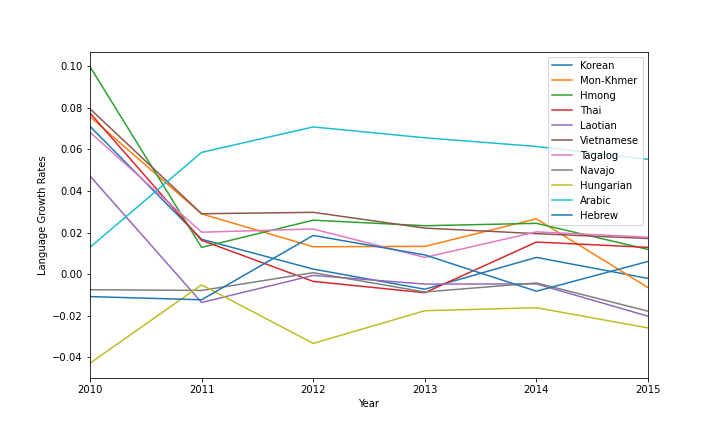 0.10
0.08
0.06
0.04
0.02
0.00
−0.02
−0.04
Language Growth Rates
2010 2011 2012 2013 2014 2015
Year
Korean
Mon-Khmer
Hmong
Thai
Laotian
Vietnamese
Tagalog
Navajo
Hungarian
Arabic
Hebrew